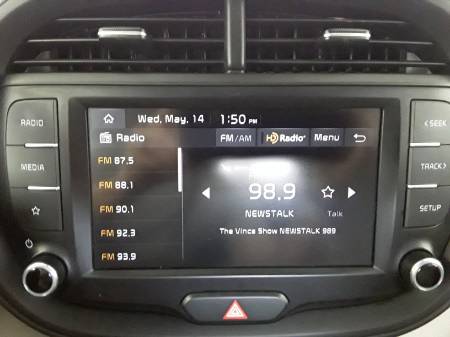 Wed, May, 14 1:50 PM
RADIO
MEDIA
Radio
FM/AM
HD Radio
Menu
FM 87.5
FM 88.1
FM 90.1
FM 92.3
FM 93.9
98.9
NEWSTALK
Talk
The Vince Show NEWSTALK 989
< SEEK
TRACK >
SETUP